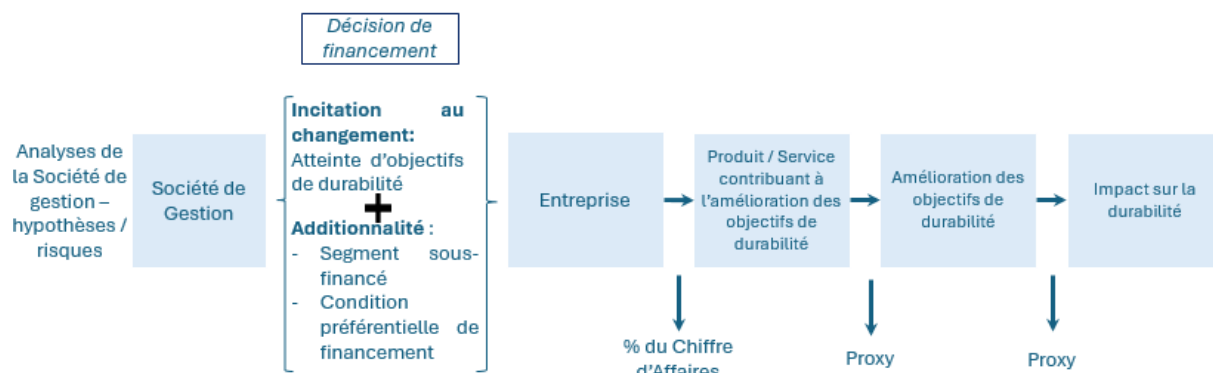 Décision de
financement
Analyses de
la Société de
gestion –
hypothèses /
risques
Société de
Gestion
Incitation au
changement:
Atteinte d'objectifs
de durabilité
+
Additionnalité :
- Segment sous-
financé
- Condition
préférentielle de
financement
Entreprise
Produit / Service
contribuant à
l'amélioration des
objectifs de
durabilité
Amélioration des
objectifs de
durabilité
Impact sur la
durabilité
% du Chiffre
d'Affaires
Proxy
Proxy